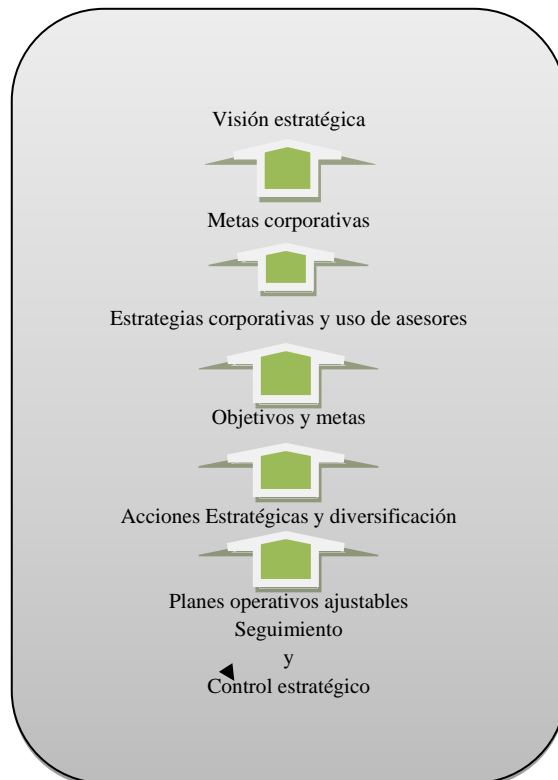 Visión estratégica
Metas corporativas
Estrategias corporativas y uso de asesores
Objetivos y metas
Acciones Estratégicas y diversificación
Planes operativos ajustables
Seguimiento
y
Control estratégico